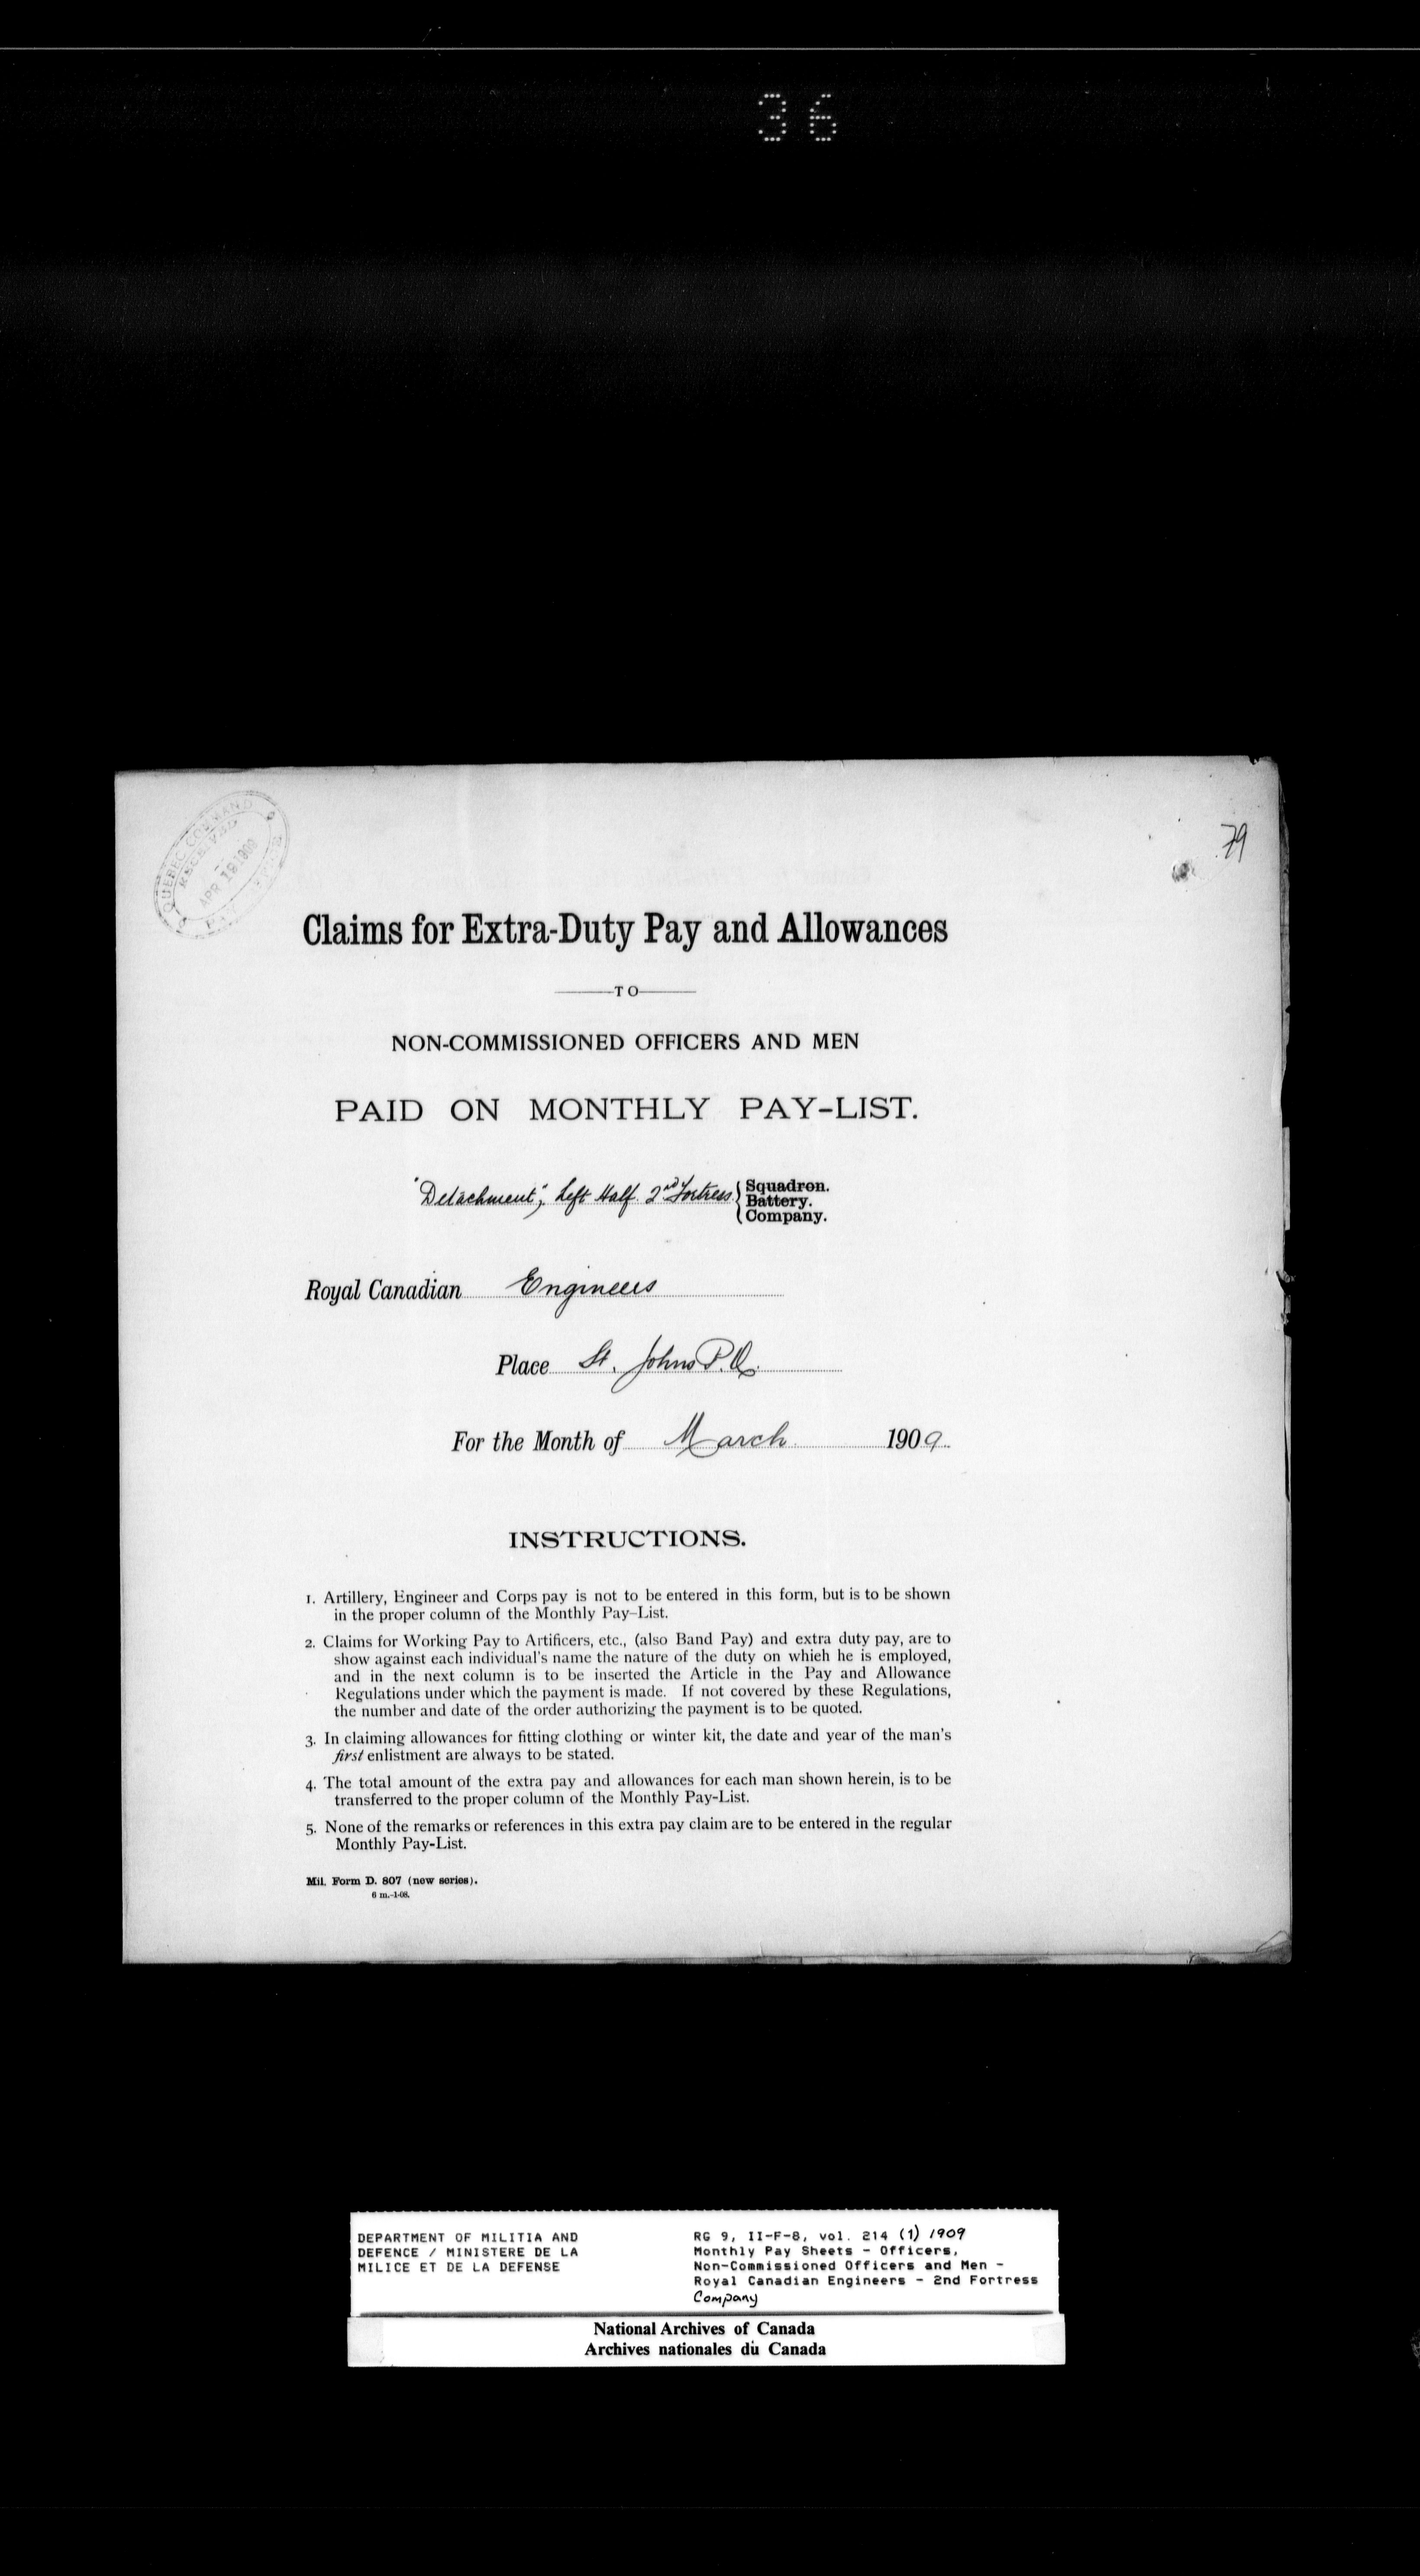 36
QUEBEC COMMAND
RECEIVED
APR 19 1909
79
Claims for Extra-Duty Pay and Allowances
TO
NON-COMMISSIONED OFFICERS AND MEN
PAID ON MONTHLY PAY-LIST.
"Detachment", Left Half 2nd Fortress { Squadron.
Battery.
Company.
Royal Canadian Engineers
Place St. Johns P.Q.
For the Month of March 1909.
INSTRUCTIONS.
1. Artillery, Engineer and Corps pay is not to be entered in this form, but is to be shown
in the proper column of the Monthly Pay-List.
2. Claims for Working Pay to Artificers, etc., (also Band Pay) and extra duty pay, are to
show against each individual's name the nature of the duty on which he is employed,
and in the next column is to be inserted the Article in the Pay and Allowance
Regulations under which the payment is made. If not covered by these Regulations,
the number and date of the order authorizing the payment is to be quoted.
3. In claiming allowances for fitting clothing or winter kit, the date and year of the man's
first enlistment are always to be stated.
4. The total amount of the extra pay and allowances for each man shown herein, is to be
transferred to the proper column of the Monthly Pay-List.
5. None of the remarks or references in this extra pay claim are to be entered in the regular
Monthly Pay-List.
Mil. Form D. 807 (new series).
6 m.-1-08.
DEPARTMENT OF MILITIA AND
DEFENCE / MINISTERE DE LA
MILICE ET DE LA DEFENSE
RG 9, II-F-8, vol. 214 (1) 1909
Monthly Pay Sheets - Officers,
Non-Commissioned Officers and Men -
Royal Canadian Engineers - 2nd Fortress
Company
National Archives of Canada
Archives nationales du Canada